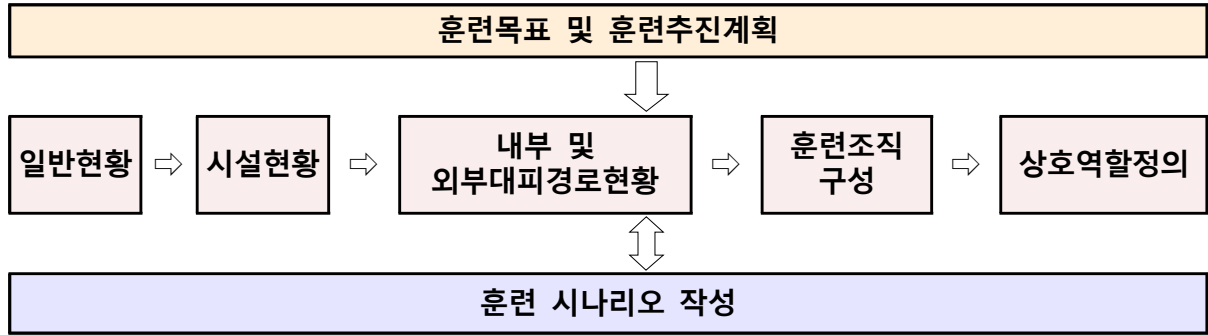 훈련목표 및 훈련추진계획
일반현황 ⇨ 시설현황 ⇨ 내부 및
외부대피경로현황 ⇨ 훈련조직
구성 ⇨ 상호역할정의
훈련 시나리오 작성